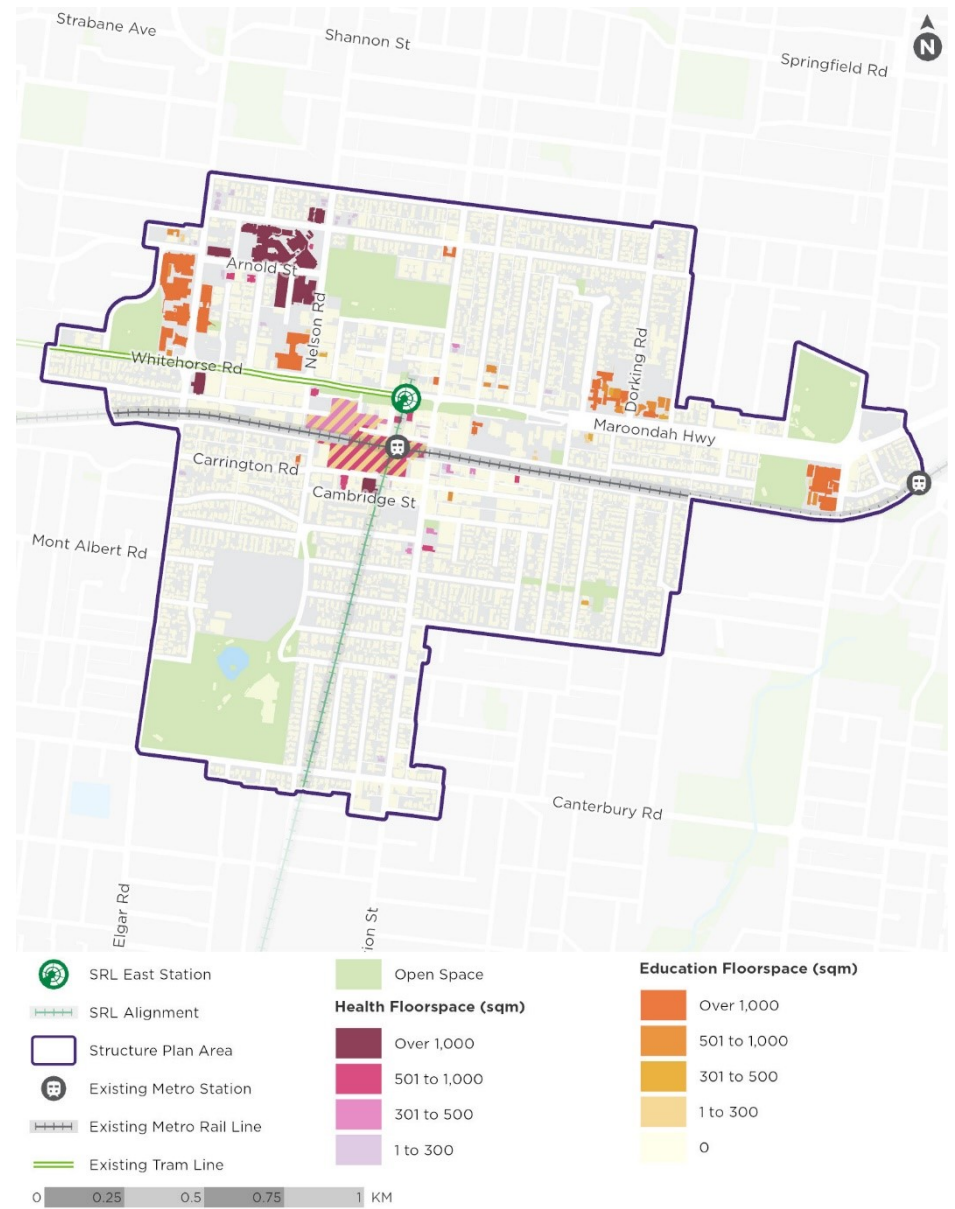 Strabane Ave
Shannon St
Springfield Rd
N
Arnold St
Nelson Rd
Whitehorse Rd
Dorking Rd
Maroondah Hwy
Carrington Rd
Cambridge St
Mont Albert Rd
Canterbury Rd
Elgar Rd
ion St
SRL East Station
SRL Alignment
Structure Plan Area
Existing Metro Station
Existing Metro Rail Line
Existing Tram Line
0 0.25 0.5 0.75 1 KM
Open Space
Health Floorspace (sqm)
Over 1,000
501 to 1,000
301 to 500
1 to 300
Education Floorspace (sqm)
Over 1,000
501 to 1,000
301 to 500
1 to 300
0